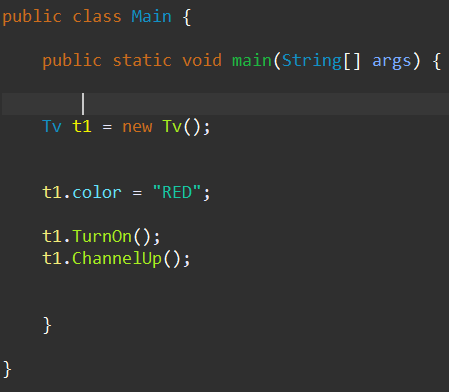 public class Main {
public static void main(String[] args) {
Tv t1 = new Tv();
t1.color = "RED";
t1.TurnOn();
t1.ChannelUp();
}
}